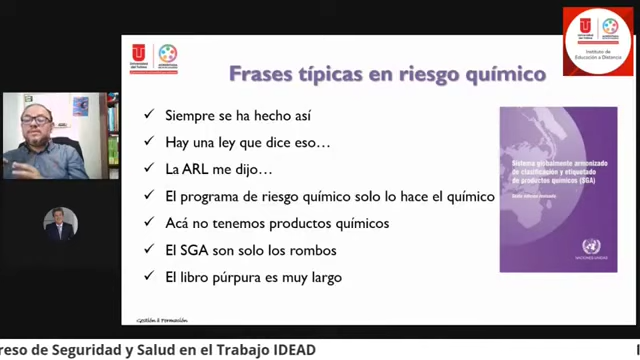 Frases típicas en riesgo químico
✓ Siempre se ha hecho así
✓ Hay una ley que dice eso…
✓ La ARL me dijo…
✓ El programa de riesgo químico solo lo hace el químico
✓ Acá no tenemos productos químicos
✓ El SGA son solo los rombos
✓ El libro púrpura es muy largo
Sistema globalmente armonizado
de clasificación y etiquetado
de productos químicos (SGA)
NACIONES UNIDAS
Gestión & Formación
Instituto de
Educación a Distancia
reso de Seguridad y Salud en el Trabajo IDEAD